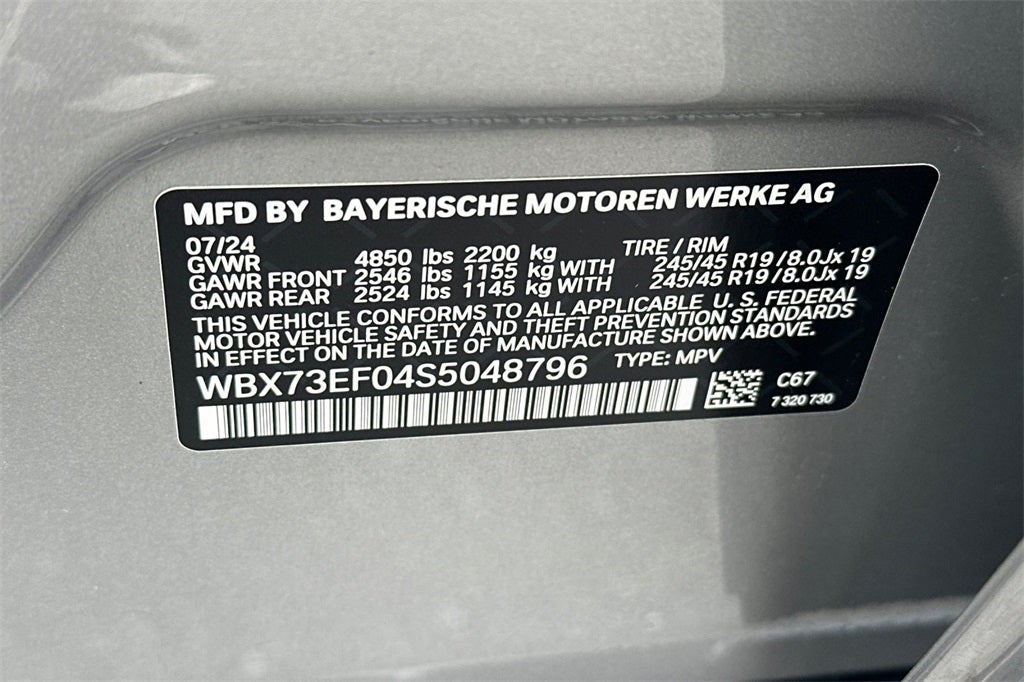 MFD BY BAYERISCHE MOTOREN WERKE AG
07/24 TIRE / RIM
GVWR 4850 lbs 2200 kg
GAWR FRONT 2546 lbs 1155 kg WITH 245/45 R19 /8.0Jx 19
GAWR REAR 2524 lbs 1145 kg WITH 245/45 R19 /8.0Jx 19
THIS VEHICLE CONFORMS TO ALL APPLICABLE U. S. FEDERAL
MOTOR VEHICLE SAFETY AND THEFT PREVENTION STANDARDS
IN EFFECT ON THE DATE OF MANUFACTURE SHOWN ABOVE.
WBX73EF04S5048796 TYPE: MPV
C67
7 320 730